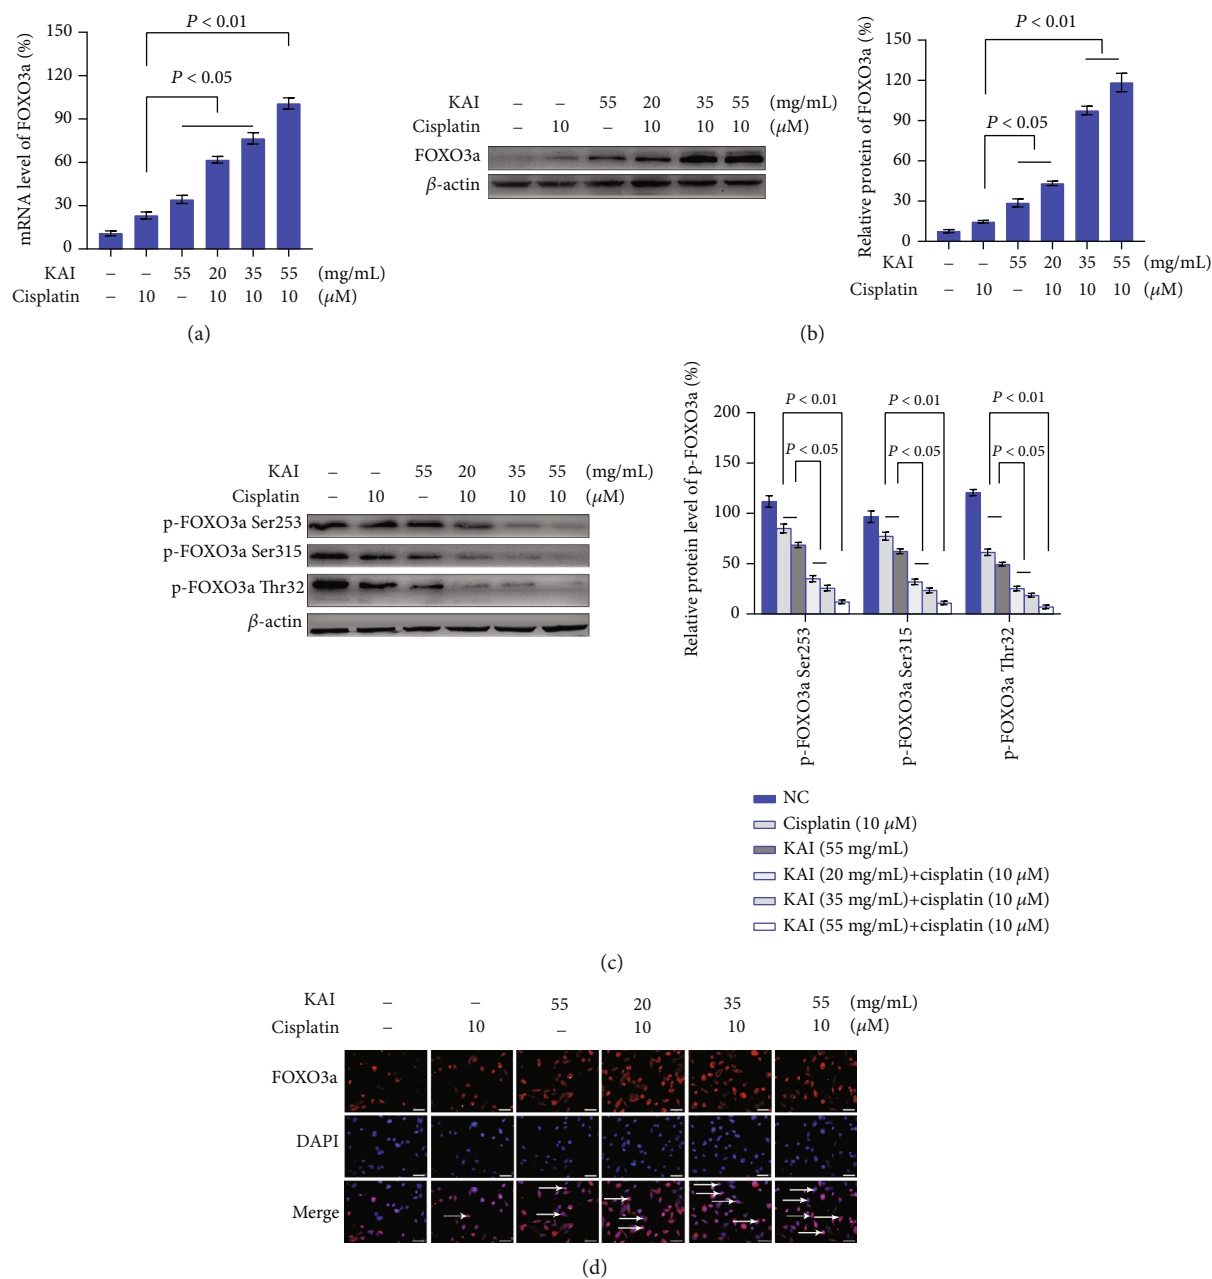 mRNA level of FOXO3a (%)
150
120
90
60
30
0
P < 0.01
P < 0.05
KAI – – 55 20 35 55 (mg/mL)
Cisplatin – 10 – 10 10 10 (μM)
(a)
KAI – – 55 20 35 55 (mg/mL)
Cisplatin – 10 – 10 10 10 (μM)
FOXO3a
β-actin
Relative protein of FOXO3a (%)
150
120
90
60
30
0
P < 0.01
P < 0.05
KAI – – 55 20 35 55 (mg/mL)
Cisplatin – 10 – 10 10 10 (μM)
(b)
KAI – – 55 20 35 55 (mg/mL)
Cisplatin – 10 – 10 10 10 (μM)
p-FOXO3a Ser253
p-FOXO3a Ser315
p-FOXO3a Thr32
β-actin
Relative protein level of p-FOXO3a (%)
200
150
100
50
0
P < 0.01 P < 0.01 P < 0.01
P < 0.05 P < 0.05 P < 0.05
p-FOXO3a Ser253
p-FOXO3a Ser315
p-FOXO3a Thr32
NC
Cisplatin (10 μM)
KAI (55 mg/mL)
KAI (20 mg/mL)+cisplatin (10 μM)
KAI (35 mg/mL)+cisplatin (10 μM)
KAI (55 mg/mL)+cisplatin (10 μM)
(c)
KAI – – 55 20 35 55 (mg/mL)
Cisplatin – 10 – 10 10 10 (μM)
FOXO3a
DAPI
Merge
(d)